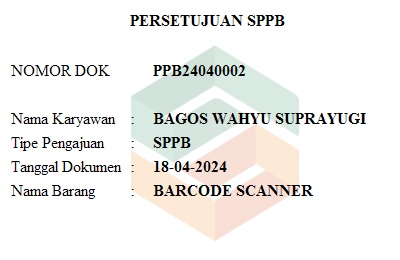 PERSETUJUAN SPPB
NOMOR DOK PPB24040002
Nama Karyawan : BAGOS WAHYU SUPRAYUGI
Tipe Pengajuan : SPPB
Tanggal Dokumen : 18-04-2024
Nama Barang : BARCODE SCANNER